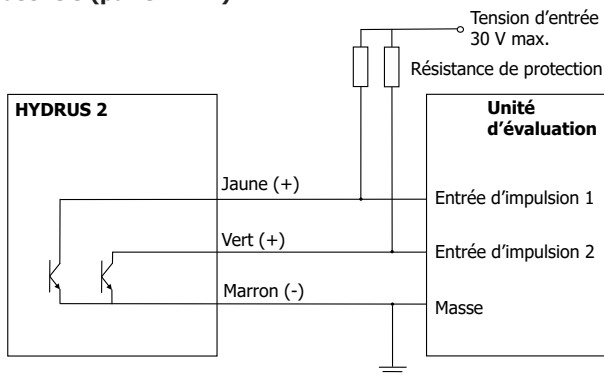 Tension d'entrée
30 V max.
Résistance de protection
HYDRUS 2
Unité
d'évaluation
Jaune (+)
Entrée d'impulsion 1
Vert (+)
Entrée d'impulsion 2
Marron (-)
Masse